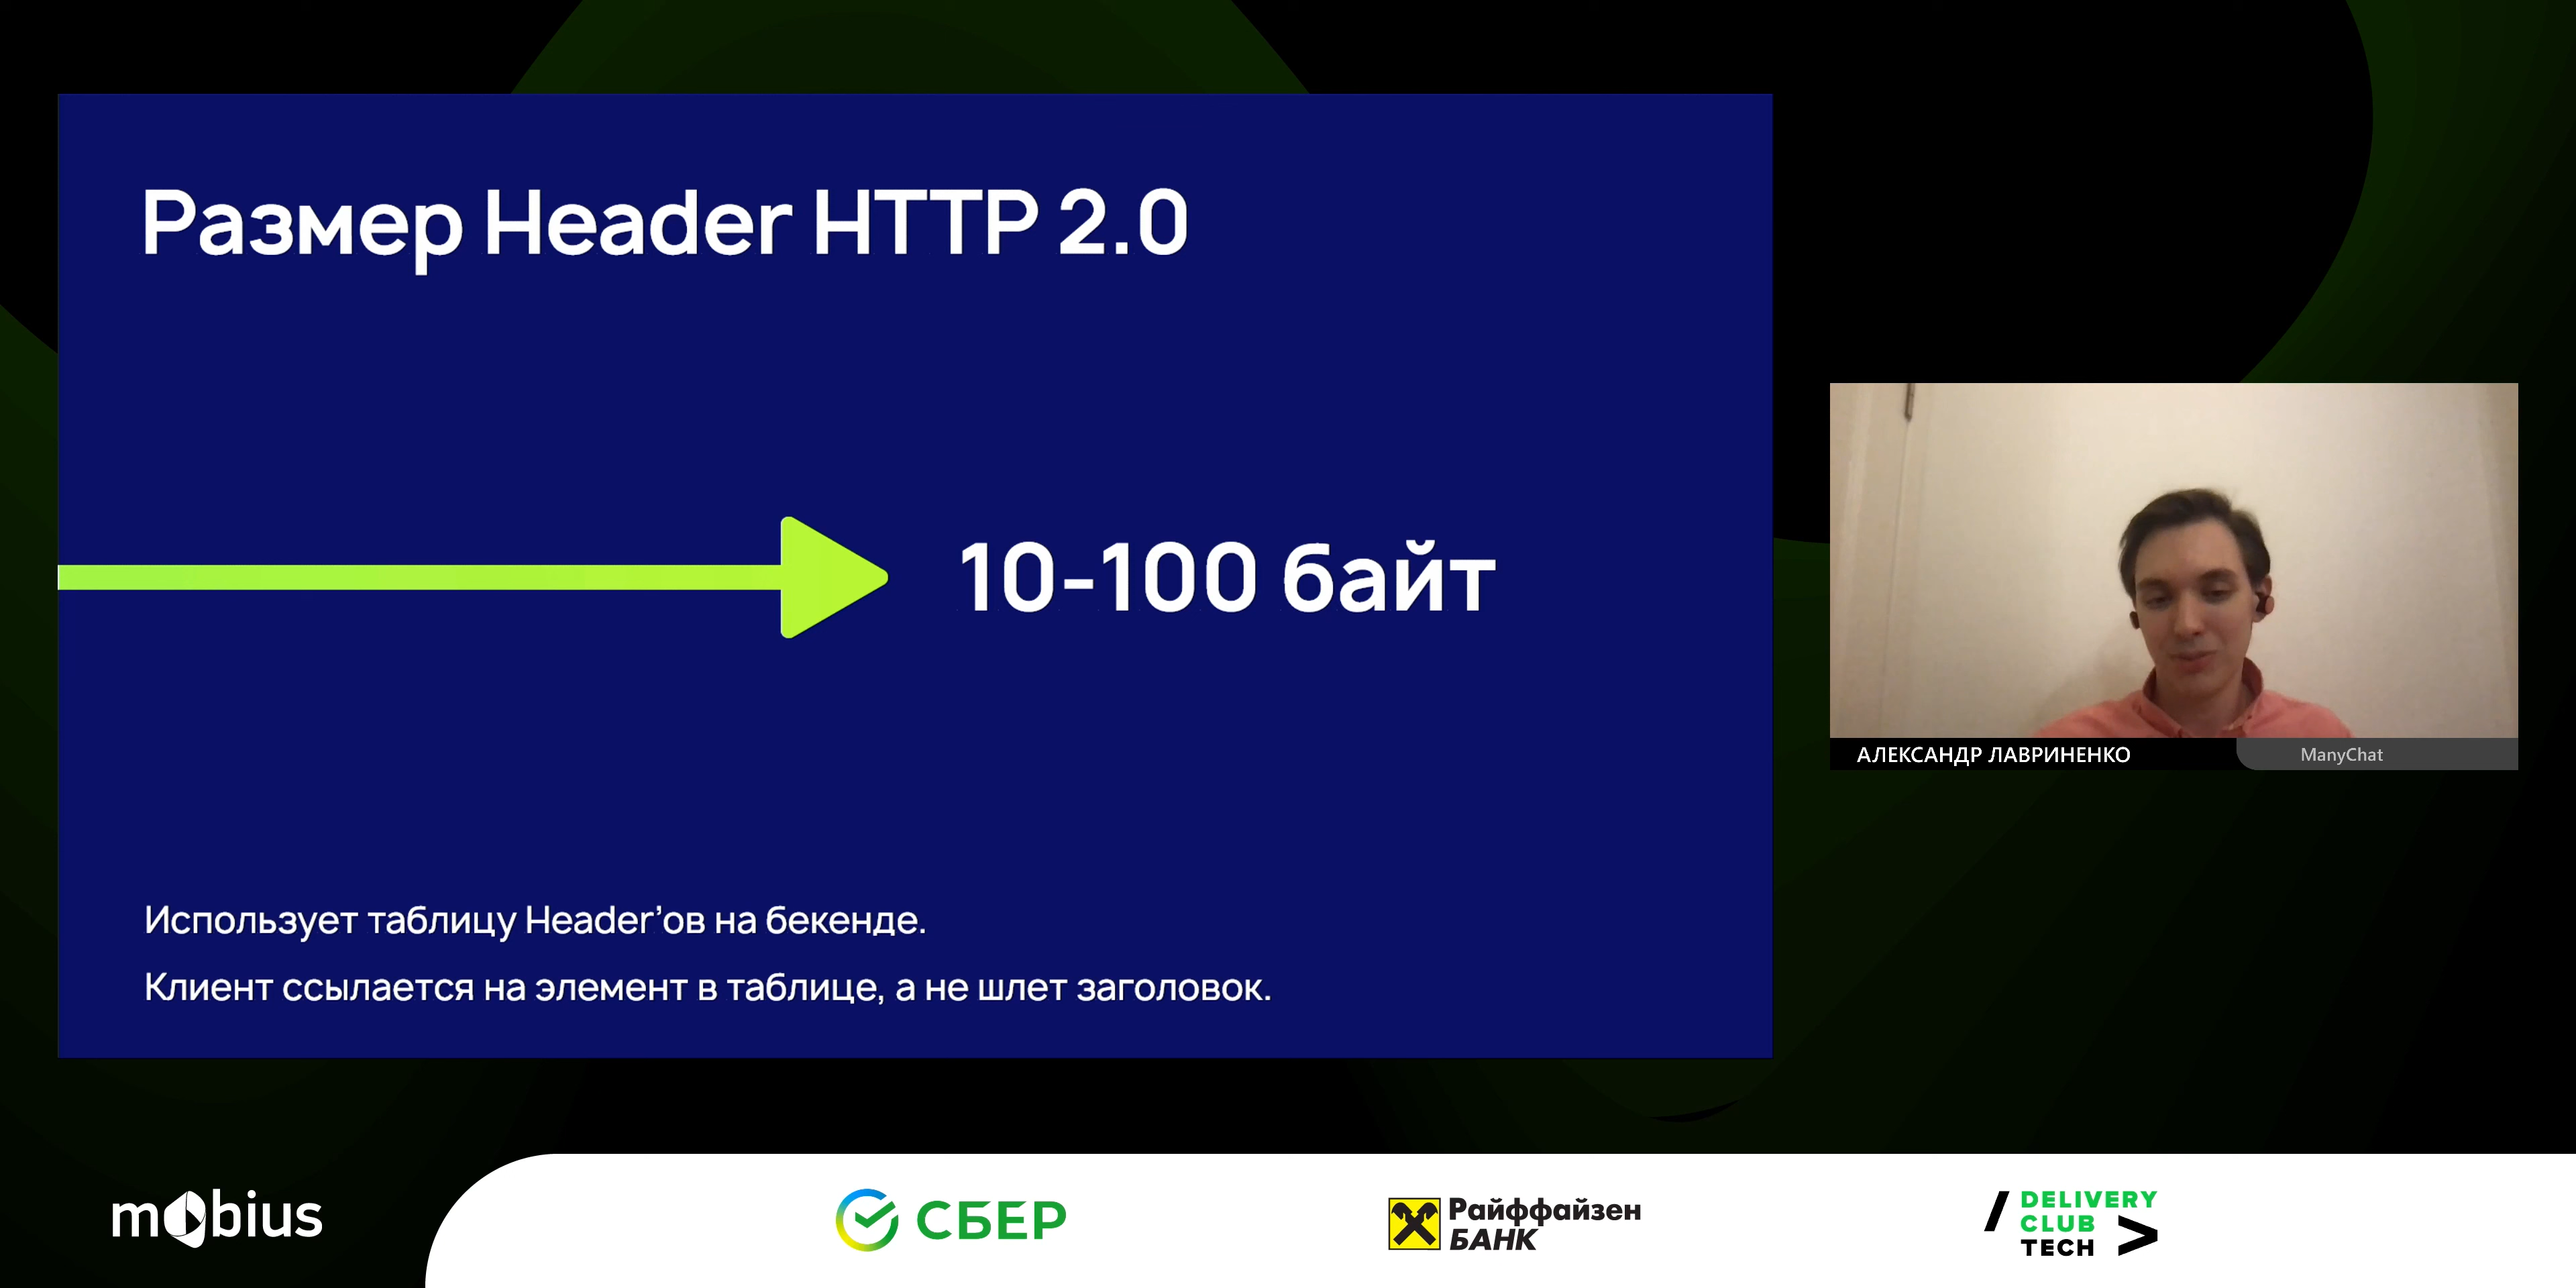 Размер Header HTTP 2.0
10-100 байт
Использует таблицу Header’ов на бекенде.
Клиент ссылается на элемент в таблице, а не шлет заголовок.
АЛЕКСАНДР ЛАВРИНЕНКО
ManyChat
mobius
СБЕР
Райффайзен
БАНК
DELIVERY
CLUB
TECH